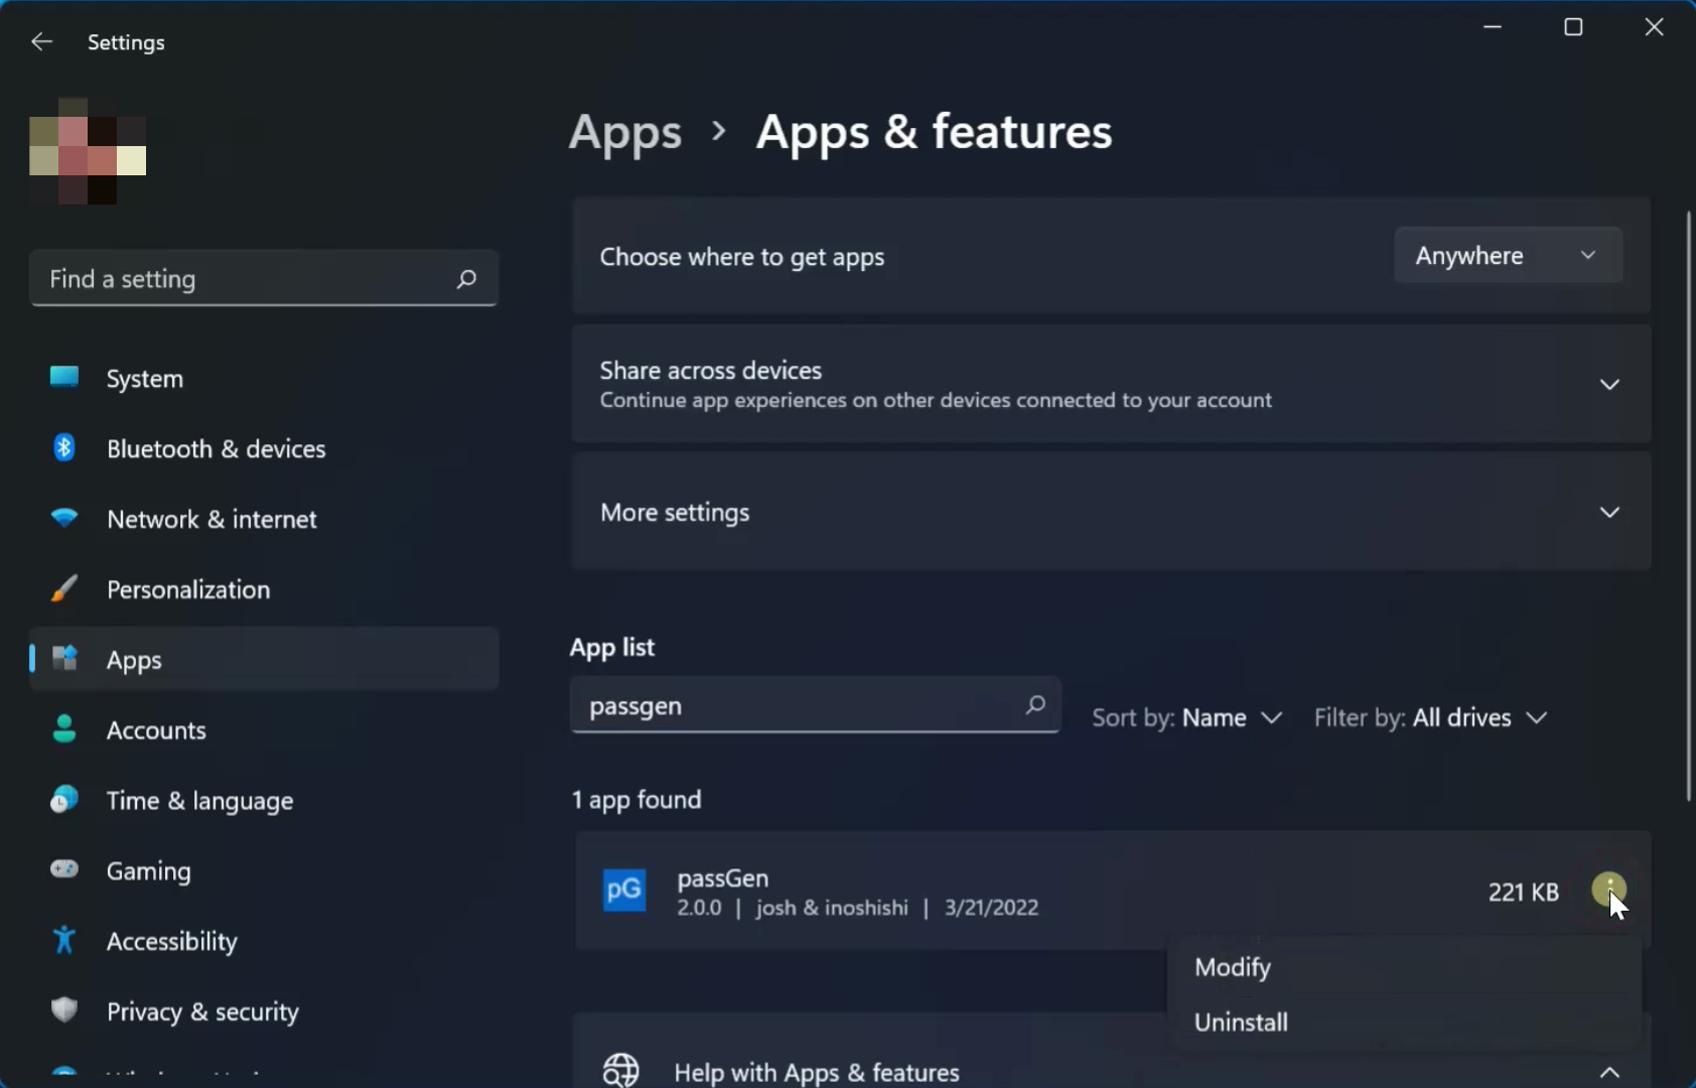 Settings
Find a setting
System
Bluetooth & devices
Network & internet
Personalization
Apps
Accounts
Time & language
Gaming
Accessibility
Privacy & security
Apps > Apps & features
Choose where to get apps
Anywhere
Share across devices
Continue app experiences on other devices connected to your account
More settings
App list
passgen
Sort by: Name
Filter by: All drives
1 app found
pG
passGen
2.0.0 | josh & inoshishi | 3/21/2022
221 KB
Modify
Uninstall
Help with Apps & features